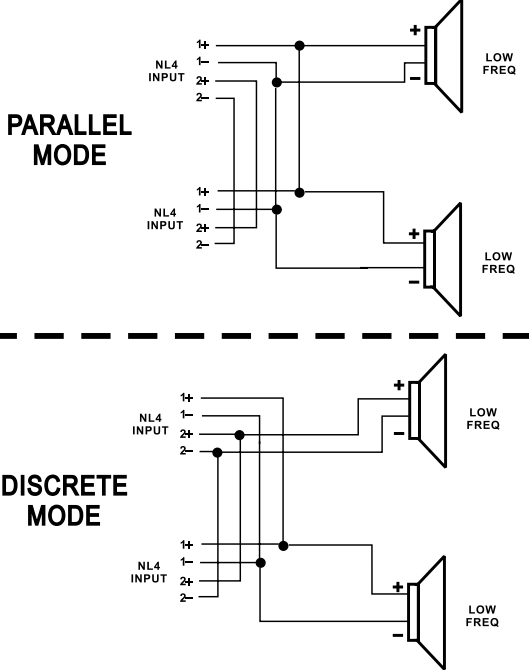 PARALLEL
MODE
NL4
INPUT
1+
1–
2+
2–
+
–
LOW
FREQ
NL4
INPUT
1+
1–
2+
2–
+
–
LOW
FREQ
DISCRETE
MODE
NL4
INPUT
1+
1–
2+
2–
+
–
LOW
FREQ
NL4
INPUT
1+
1–
2+
2–
+
–
LOW
FREQ